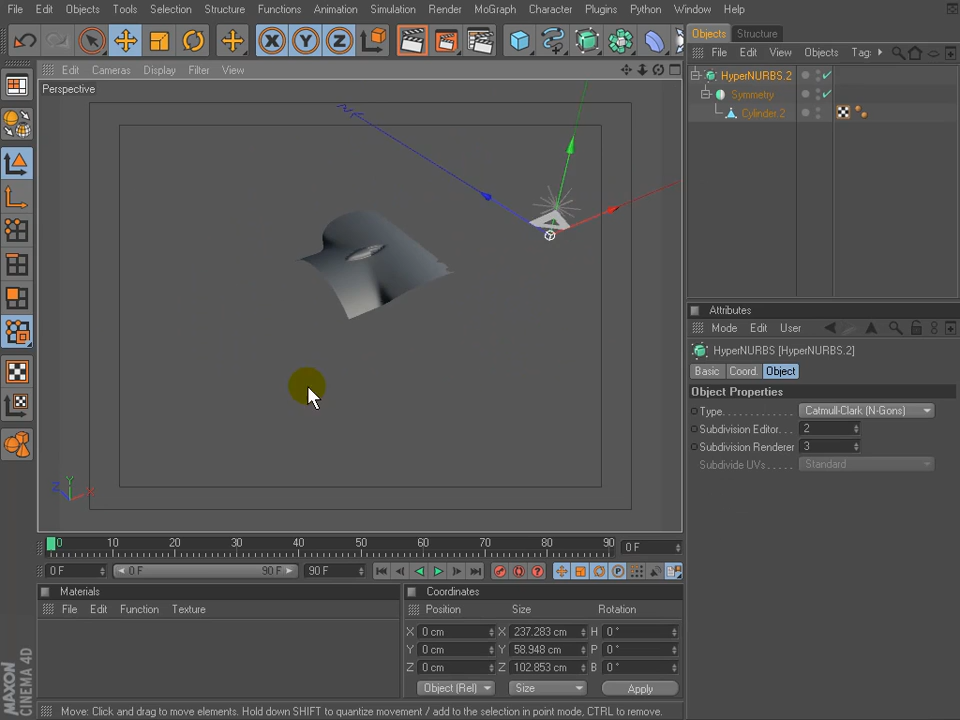 File Edit Objects Tools Selection Structure Functions Animation Simulation Render MoGraph Character Plugins Python Window Help
X Y Z
Objects Structure
File Edit View Objects Tag
Edit Cameras Display Filter View
HyperNURBS.2
Perspective
Symmetry
Cylinder.2
Attributes
Mode Edit User
HyperNURBS [HyperNURBS.2]
Basic Coord. Object
Object Properties
Type. Catmull-Clark (N-Gons)
Subdivision Editor. 2
Subdivision Renderer 3
Subdivide UVs. Standard
Z Y X
0 10 20 30 40 50 60 70 80 90 0 F
0 F 0 F 90 F 90 F
Materials
File Edit Function Texture
Coordinates
Position Size Rotation
X 0 cm X 237.283 cm H 0 °
Y 0 cm Y 58.948 cm P 0 °
Z 0 cm Z 102.853 cm B 0 °
Object (Rel) Size Apply
MAXON
CINEMA 4D
Move: Click and drag to move elements. Hold down SHIFT to quantize movement / add to the selection in point mode, CTRL to remove.